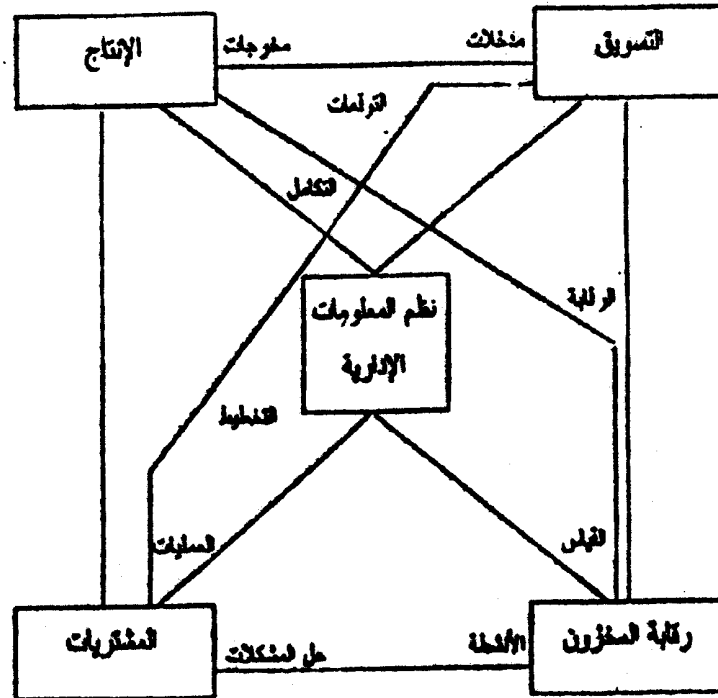 التسويق
مدخلات
مخرجات
الإنتاج
التوقعات
التكامل
الرقابة
نظم المعلومات
الإدارية
التخطيط
القياس
العمليات
رقابة المخزون
الأنشطة
حل المشكلات
المشتريات